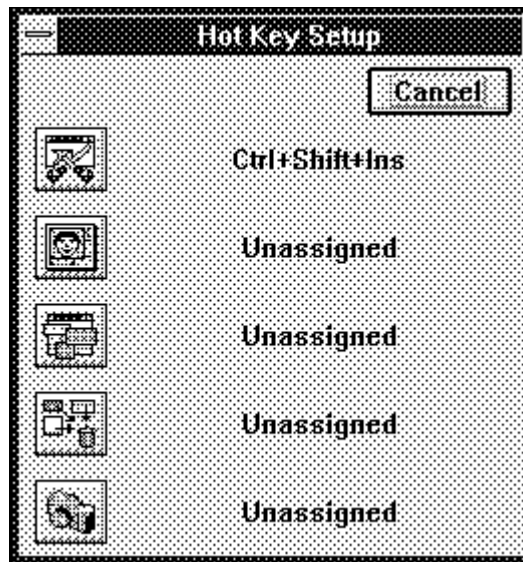 Hot Key Setup
Cancel
Ctrl+Shift+Ins
Unassigned
Unassigned
Unassigned
Unassigned